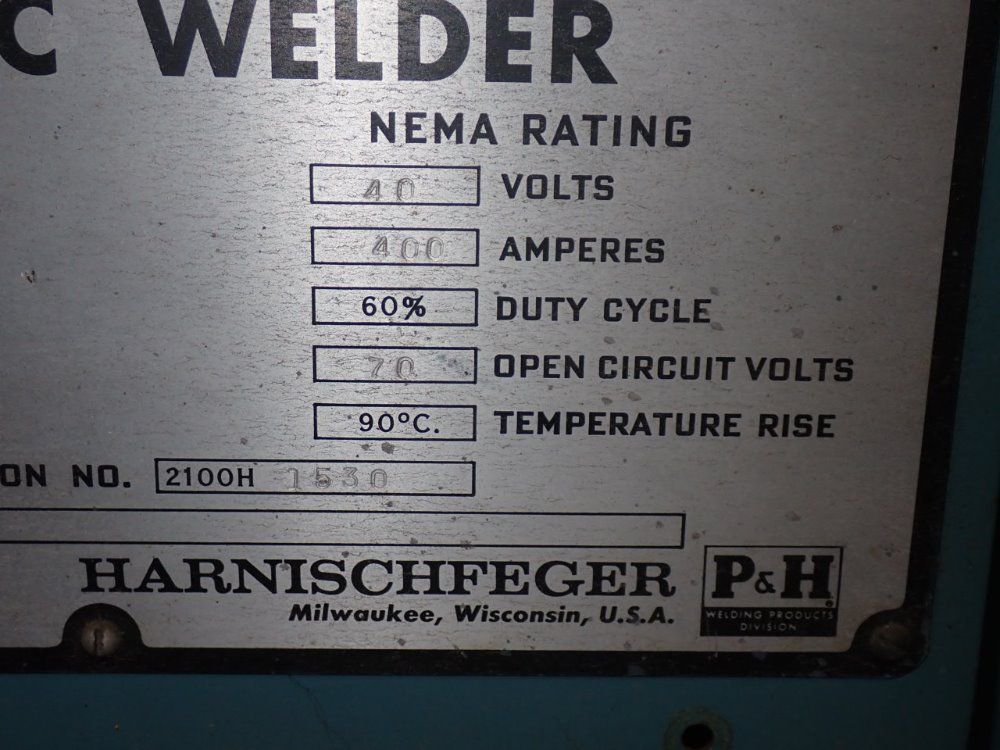 C WELDER
NEMA RATING
40 VOLTS
400 AMPERES
60% DUTY CYCLE
70 OPEN CIRCUIT VOLTS
90°C. TEMPERATURE RISE
ON NO. 2100H 1530
HARNISCHFEGER
Milwaukee, Wisconsin, U.S.A.
P&H®
WELDING PRODUCTS
DIVISION